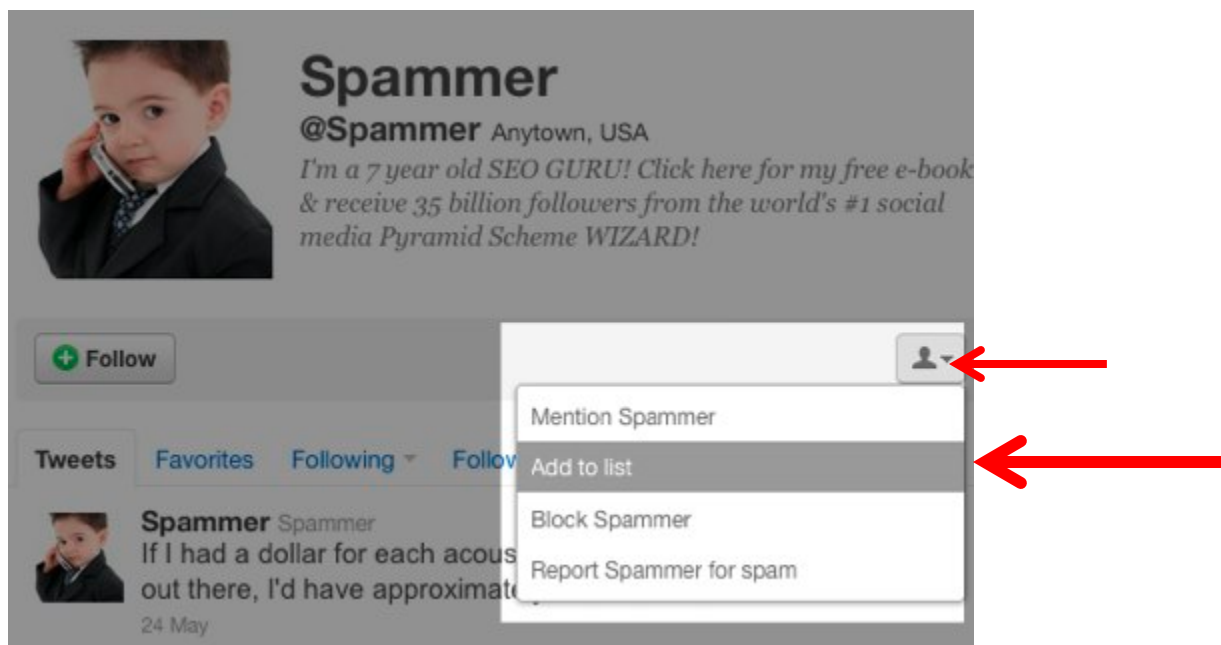 Spammer
@Spammer Anytown, USA
I'm a 7 year old SEO GURU! Click here for my free e-book
& receive 35 billion followers from the world's #1 social
media Pyramid Scheme WIZARD!
Follow
Mention Spammer
Add to list
Block Spammer
Report Spammer for spam
Tweets Favorites Following
Spammer Spammer
If I had a dollar for each
out there, I'd have
24 May